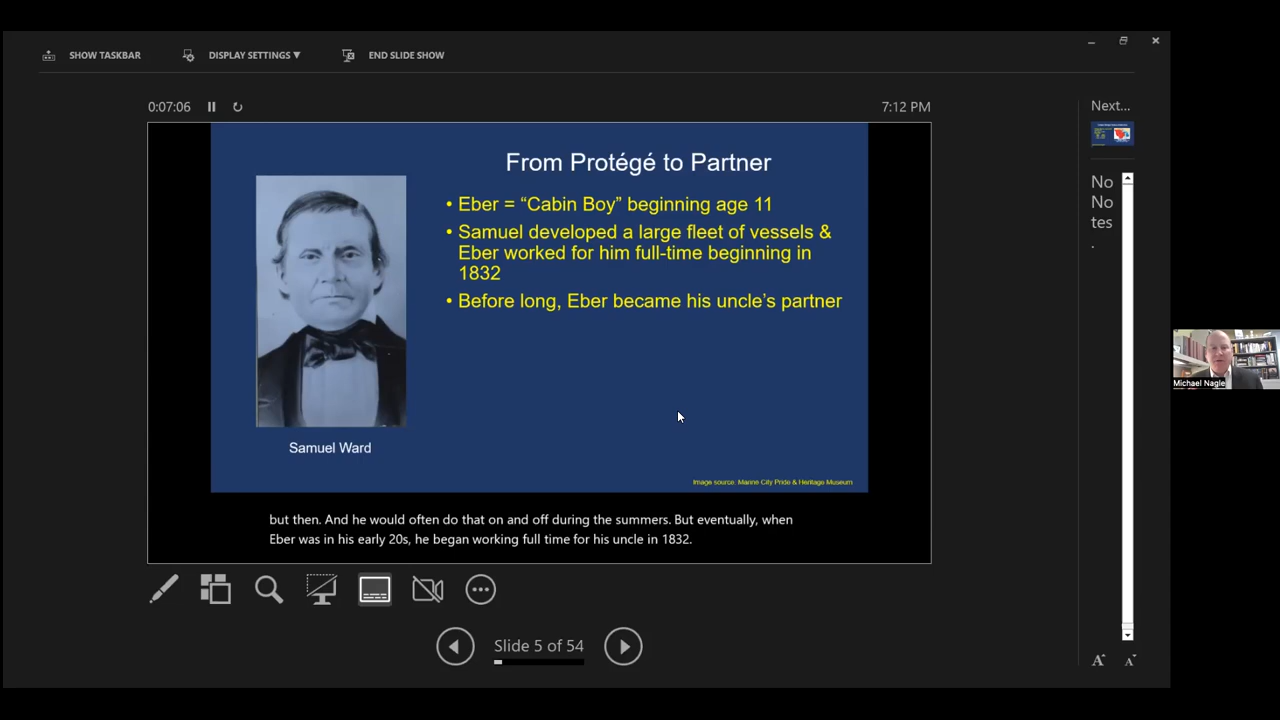 SHOW TASKBAR
DISPLAY SETTINGS ▼
END SLIDE SHOW
0:07:06
7:12 PM
Next...
From Protégé to Partner
• Eber = “Cabin Boy” beginning age 11
• Samuel developed a large fleet of vessels &
Eber worked for him full-time beginning in
1832
• Before long, Eber became his uncle’s partner
Samuel Ward
Image source: Marine City Pride & Heritage Museum
but then. And he would often do that on and off during the summers. But eventually, when
Eber was in his early 20s, he began working full time for his uncle in 1832.
No
No
tes
.
Michael Nagle
Slide 5 of 54
A
A